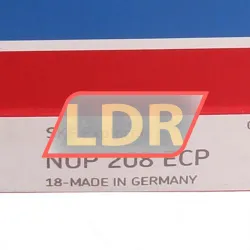 LDR
NUP 208 ECP
18-MADE IN GERMANY